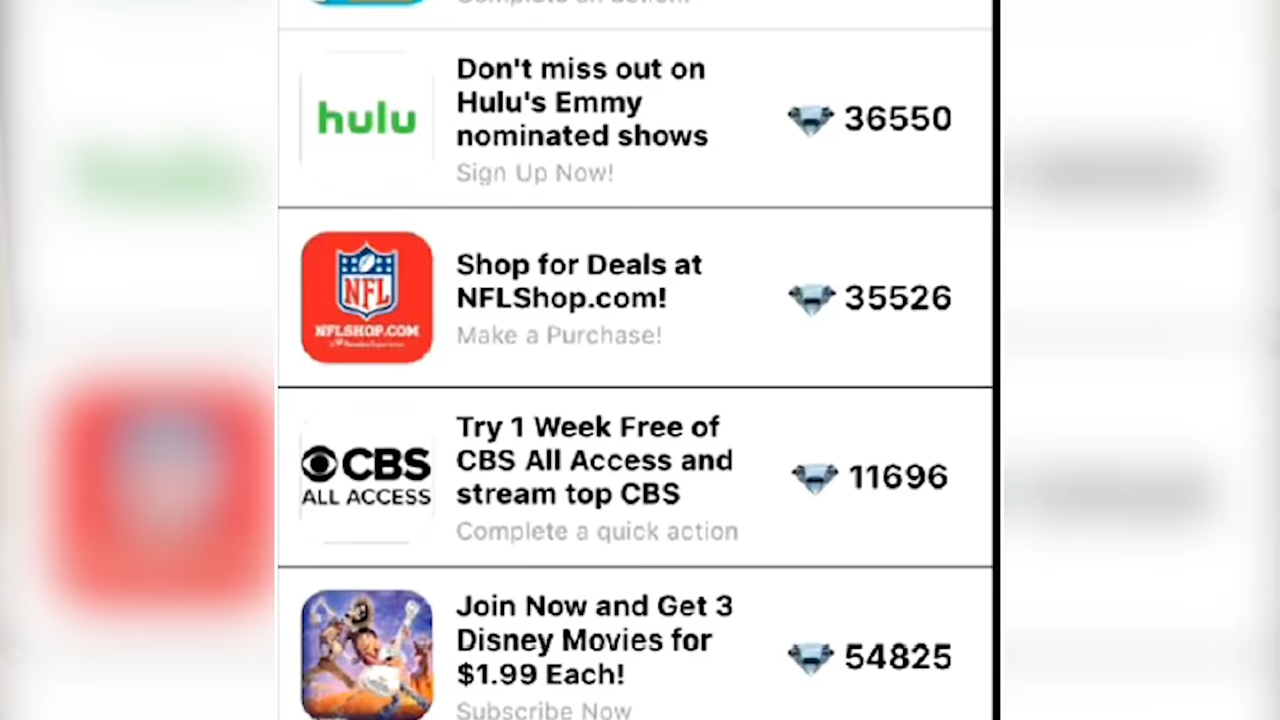 Complete an action!
Don't miss out on
Hulu's Emmy
nominated shows
Sign Up Now!
hulu
36550
Shop for Deals at
NFLShop.com!
Make a Purchase!
NFL
NFLSHOP.COM
35526
Try 1 Week Free of
CBS All Access and
stream top CBS
Complete a quick action
CBS
ALL ACCESS
11696
Join Now and Get 3
Disney Movies for
$1.99 Each!
Subscribe Now
54825